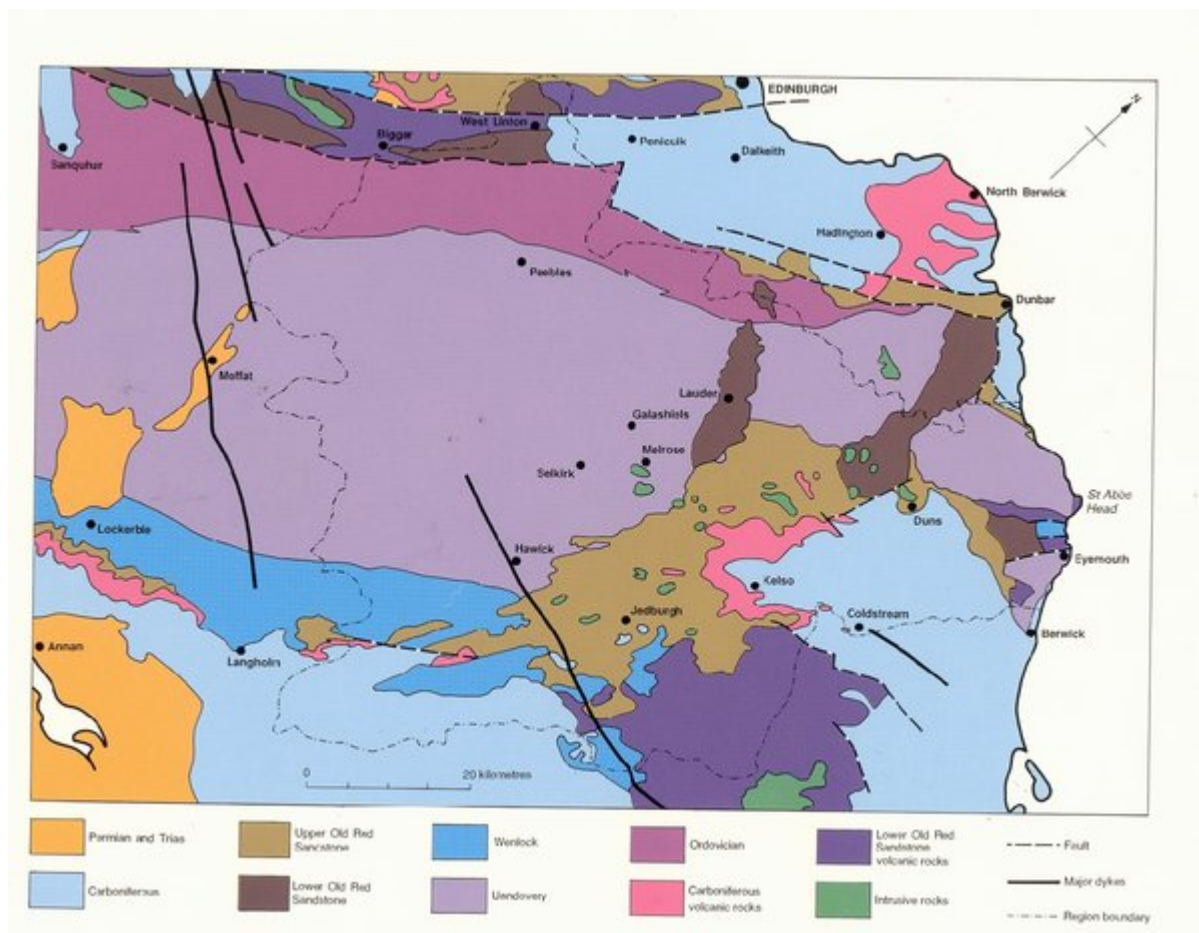 EDINBURGH
N
West Linton
Biggar
Penicuik
Dalkeith
Sanquhar
North Berwick
Hadington
Peebles
Dunbar
Moffat
Lauder
Galashiels
Melrose
Selkirk
St Abbs
Head
Duns
Lockerbie
Hawick
Eyemouth
Kelso
Jedburgh
Coldstream
Berwick
Annan
Langholm
0 20 kilometres
Permian and Trias
Upper Old Red
Sandstone
Wenlock
Ordovician
Lower Old Red
Sandstone
volcanic rocks
Fault
Carboniferous
Lower Old Red
Sandstone
Llandovery
Carboniferous
volcanic rocks
Intrusive rocks
Major dykes
Region boundary